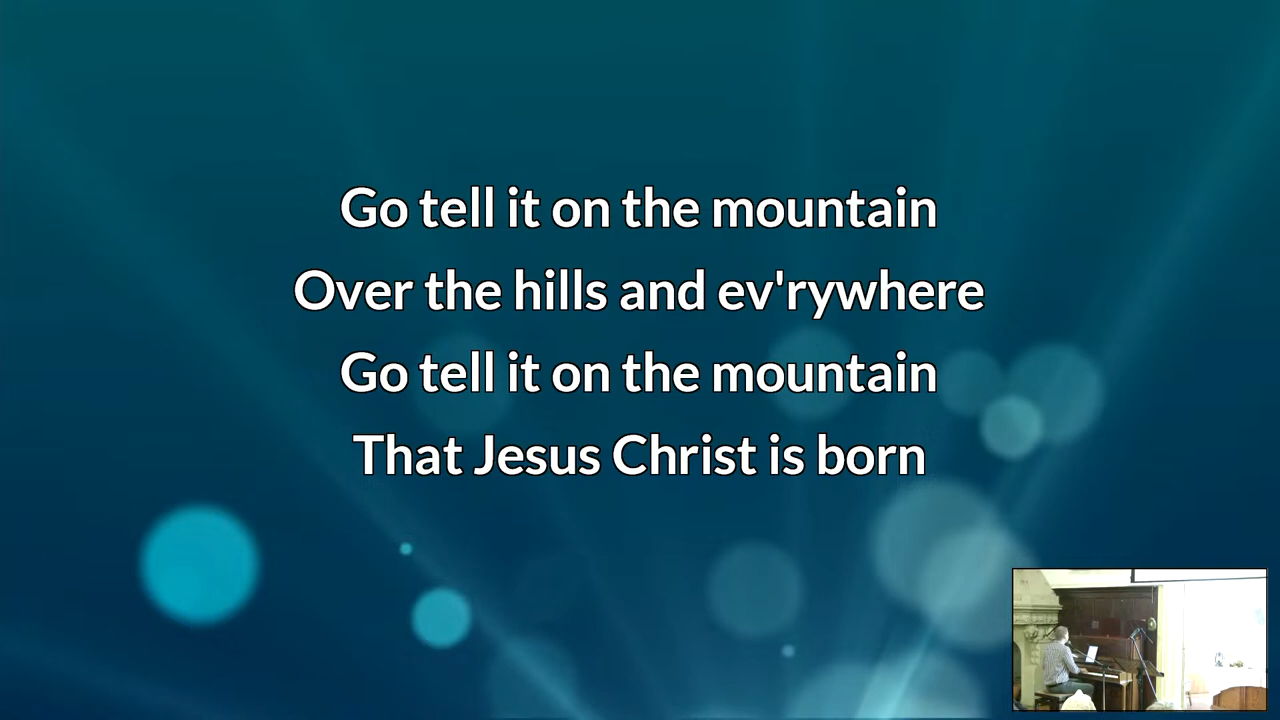 Go tell it on the mountain
Over the hills and ev'rywhere
Go tell it on the mountain
That Jesus Christ is born